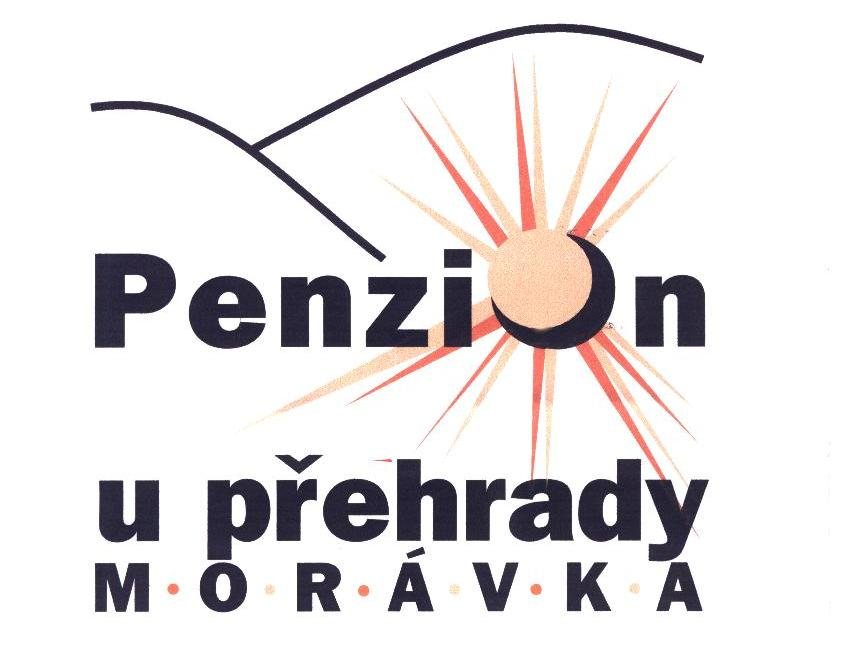 Penzion
u přehrady
M•O•R•Á•V•K•A